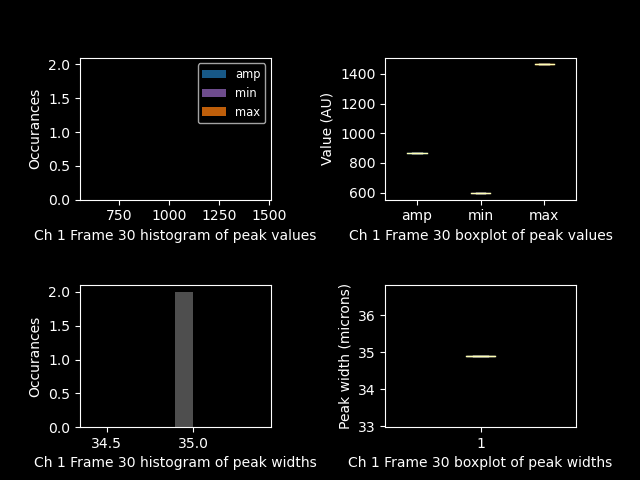 2.0
1.5
1.0
0.5
0.0
Occurances
amp
min
max
750
1000
1250
1500
Ch 1 Frame 30 histogram of peak values
1400
1200
1000
800
600
Value (AU)
amp
min
max
Ch 1 Frame 30 boxplot of peak values
2.0
1.5
1.0
0.5
0.0
Occurances
34.5
35.0
Ch 1 Frame 30 histogram of peak widths
36
35
34
33
Peak width (microns)
1
Ch 1 Frame 30 boxplot of peak widths